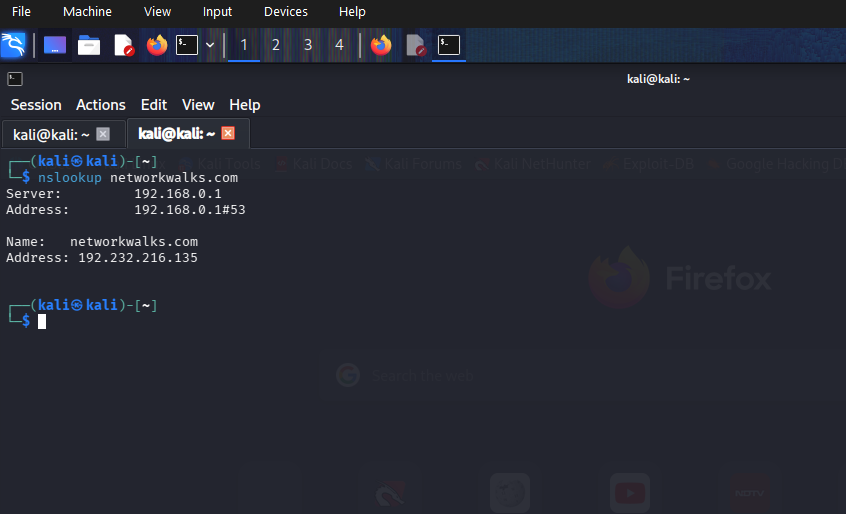 File Machine View Input Devices Help
1 2 3 4
kali@kali: ~
Session Actions Edit View Help
kali@kali: ~ kali@kali: ~
┌──(kali㉿kali)-[~]
└─$ nslookup networkwalks.com
Kali Tools Kali Docs Kali Forums Kali NetHunter Exploit-DB Google Hacking
Server: 192.168.0.1
Address: 192.168.0.1#53
Name: networkwalks.com
Address: 192.232.216.135
Firefox
┌──(kali㉿kali)-[~]
└─$
Search the web
NDTV